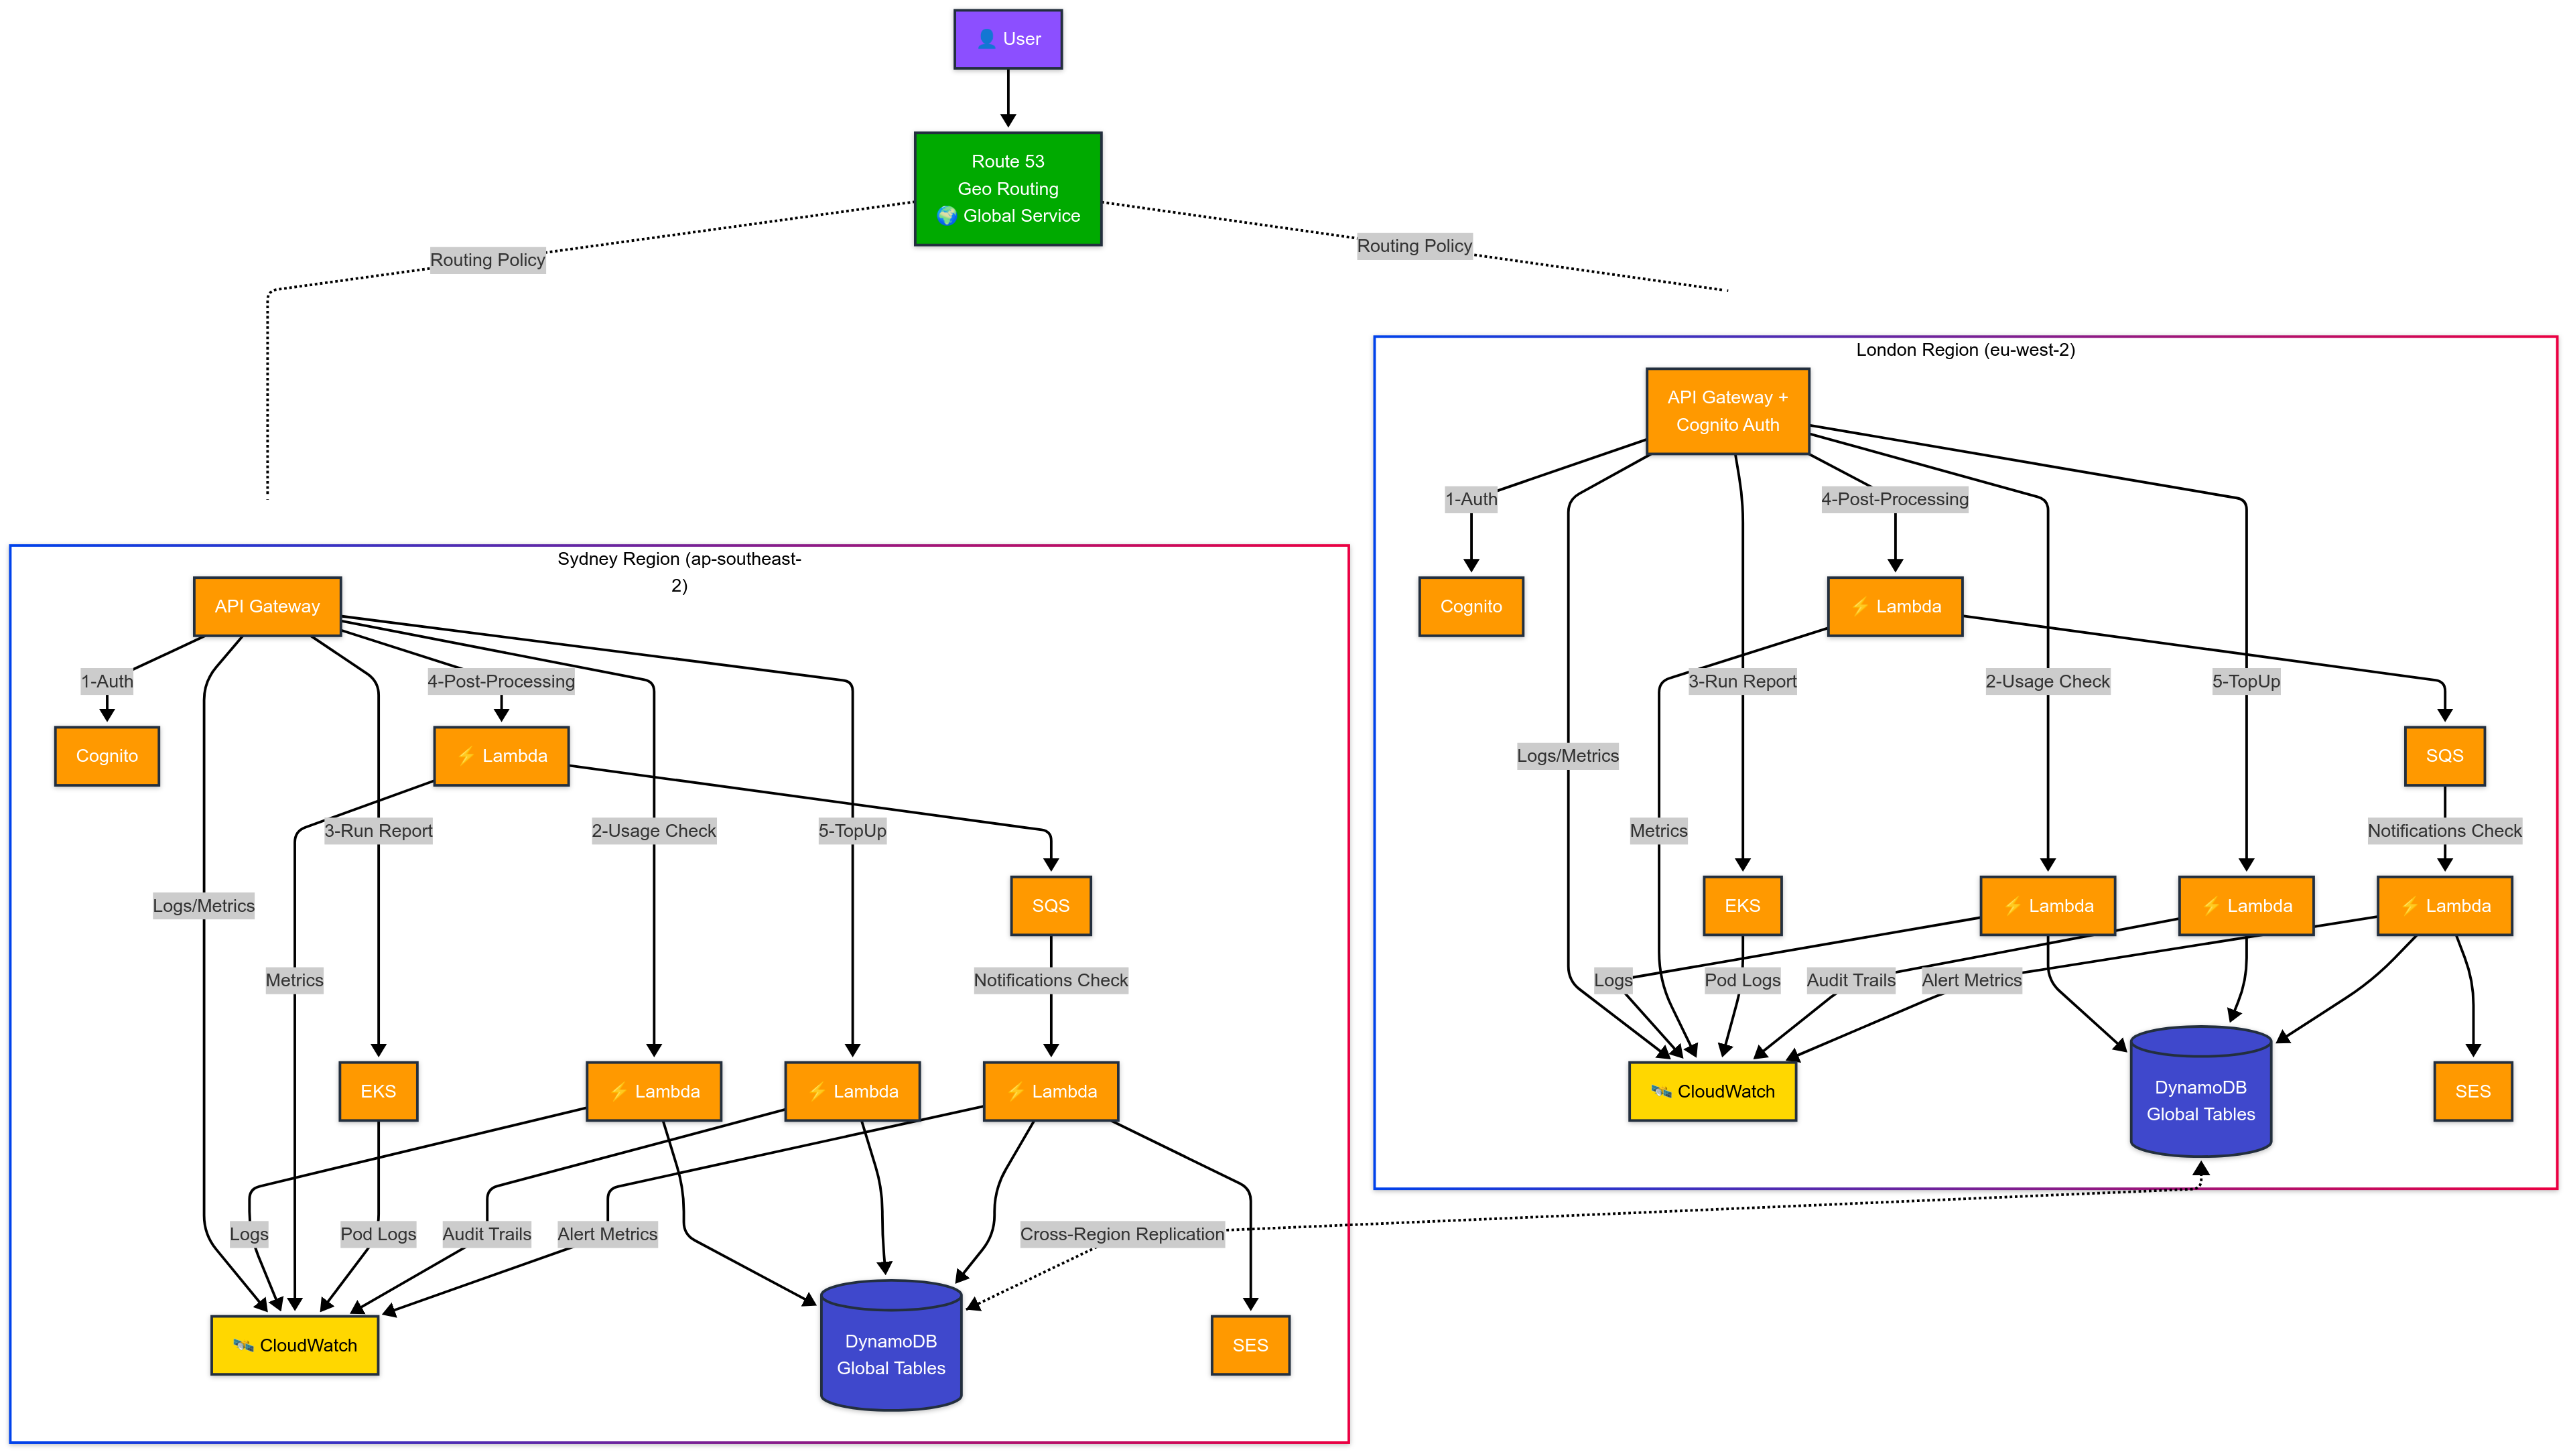 👤 User
Route 53
Geo Routing
🌍 Global Service
Routing Policy
Routing Policy
London Region (eu-west-2)
API Gateway +
Cognito Auth
1-Auth
4-Post-Processing
Cognito
⚡ Lambda
3-Run Report
2-Usage Check
5-TopUp
Logs/Metrics
SQS
Metrics
Notifications Check
EKS
⚡ Lambda
⚡ Lambda
⚡ Lambda
Logs
Pod Logs
Audit Trails
Alert Metrics
🛰️ CloudWatch
DynamoDB
Global Tables
SES
Sydney Region (ap-southeast-
2)
API Gateway
1-Auth
4-Post-Processing
Cognito
⚡ Lambda
3-Run Report
2-Usage Check
5-TopUp
Logs/Metrics
SQS
Metrics
Notifications Check
EKS
⚡ Lambda
⚡ Lambda
⚡ Lambda
Logs
Pod Logs
Audit Trails
Alert Metrics
Cross-Region Replication
🛰️ CloudWatch
DynamoDB
Global Tables
SES